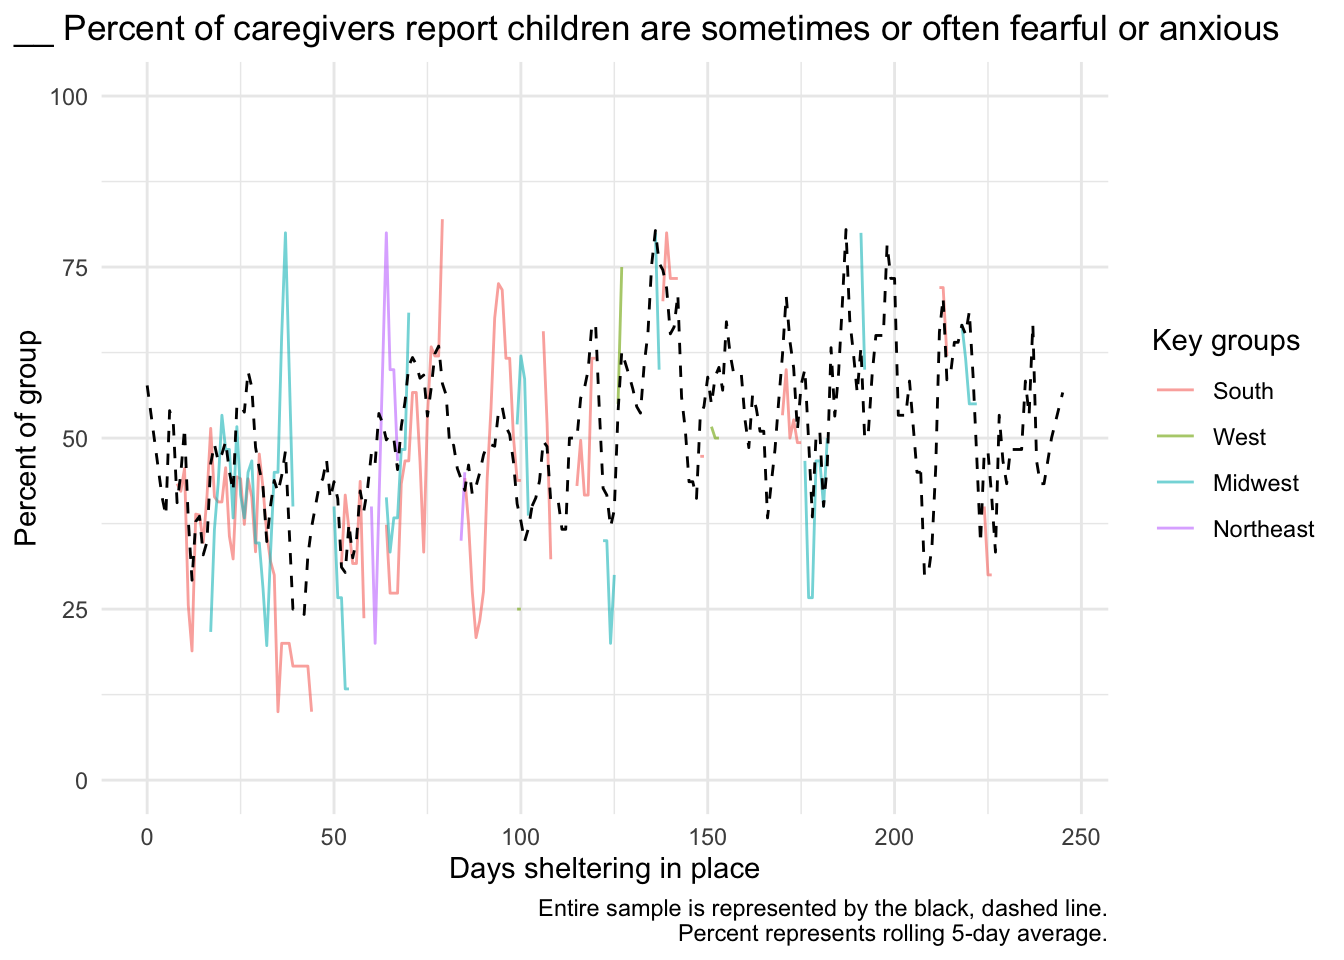 __ Percent of caregivers report children are sometimes or often fearful or anxious
100
75
50
25
0
Percent of group
0 50 100 150 200 250
Days sheltering in place
Key groups
South
West
Midwest
Northeast
Entire sample is represented by the black, dashed line.
Percent represents rolling 5-day average.